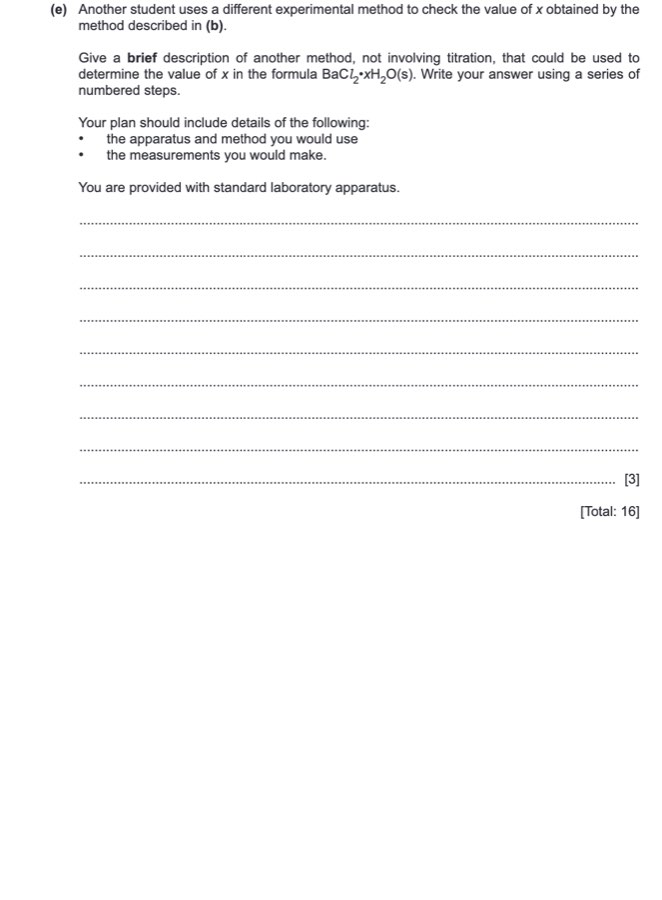 (e) Another student uses a different experimental method to check the value of x obtained by the
method described in (b).
Give a brief description of another method, not involving titration, that could be used to
determine the value of x in the formula BaCl₂•xH₂O(s). Write your answer using a series of
numbered steps.
Your plan should include details of the following:
• the apparatus and method you would use
• the measurements you would make.
You are provided with standard laboratory apparatus.
[3]
[Total: 16]